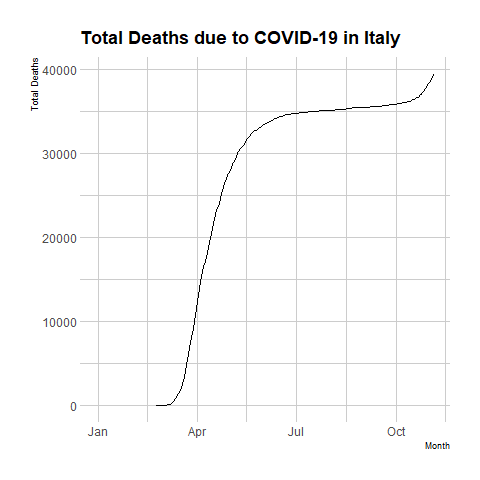 Total Deaths due to COVID-19 in Italy
Total Deaths
40000
30000
20000
10000
0
Jan Apr Jul Oct
Month